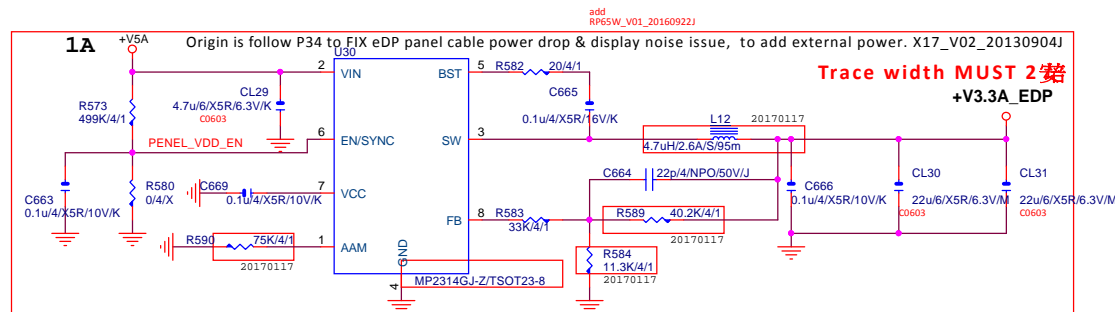 add
RP65W_V01_20160922J
1A
+V5A
Origin is follow P34 to FIX eDP panel cable power drop & display noise issue, to add external power. X17_V02_20130904J
Trace width MUST 2
+V3.3A_EDP
U30
2
VIN
BST
5
R582
20/4/1
CL29
4.7u/6/X5R/6.3V/K
C0603
R573
499K/4/1
C665
0.1u/4/X5R/16V/K
L12
20170117
4.7uH/2.6A/S/95m
PENEL_VDD_EN
6
EN/SYNC
SW
3
C663
0.1u/4/X5R/10V/K
R580
0/4/X
C669
0.1u/4/X5R/10V/K
7
VCC
C664
22p/4/NPO/50V/J
C666
0.1u/4/X5R/10V/K
CL30
22u/6/X5R/6.3V/M
C0603
CL31
22u/6/X5R/6.3V/M
C0603
FB
8
R583
33K/4/1
R589
40.2K/4/1
20170117
R590
75K/4/1
20170117
1
AAM
GND
4
MP2314GJ-Z/TSOT23-8
R584
11.3K/4/1
20170117